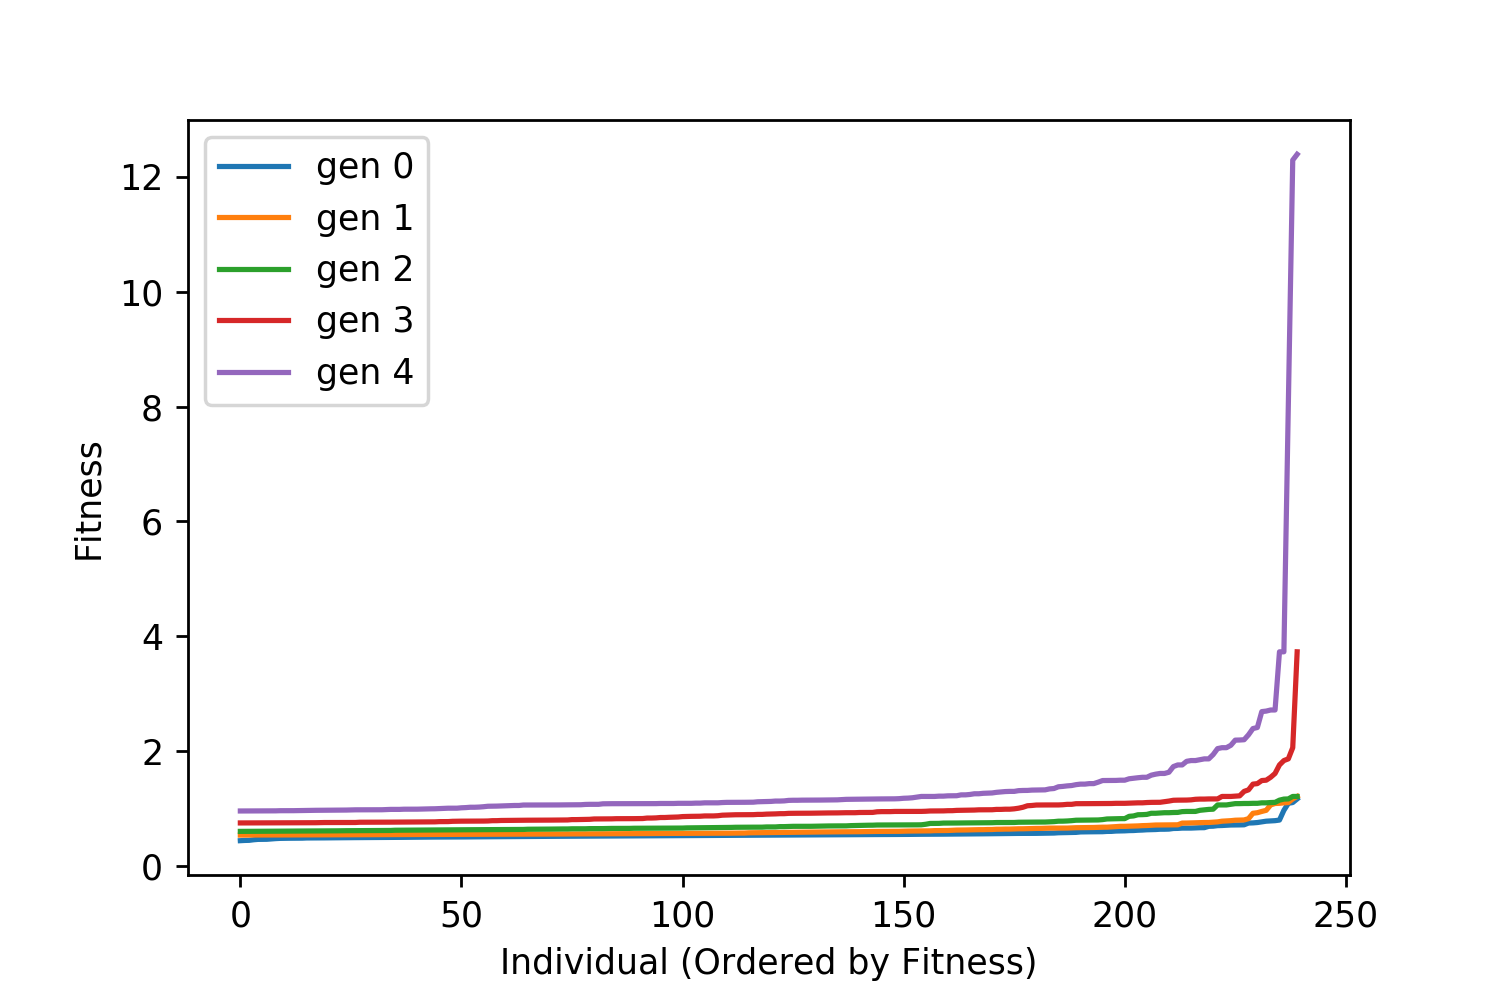 gen 0
gen 1
gen 2
gen 3
gen 4
12
10
8
6
4
2
0
Fitness
0 50 100 150 200 250
Individual (Ordered by Fitness)